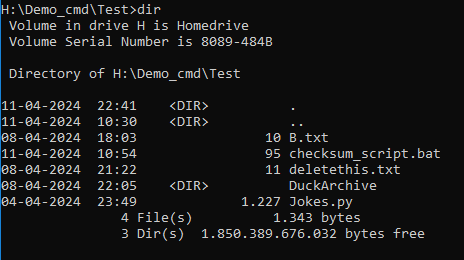 H:\Demo_cmd\Test>dir
 Volume in drive H is Homedrive
 Volume Serial Number is 8089-484B

 Directory of H:\Demo_cmd\Test

11-04-2024  22:41    <DIR>          .
11-04-2024  10:30    <DIR>          ..
08-04-2024  18:03                10 B.txt
11-04-2024  10:54                95 checksum_script.bat
08-04-2024  21:22                11 deletethis.txt
08-04-2024  22:05    <DIR>          DuckArchive
04-04-2024  23:49             1.227 Jokes.py
               4 File(s)          1.343 bytes
               3 Dir(s)  1.850.389.676.032 bytes free